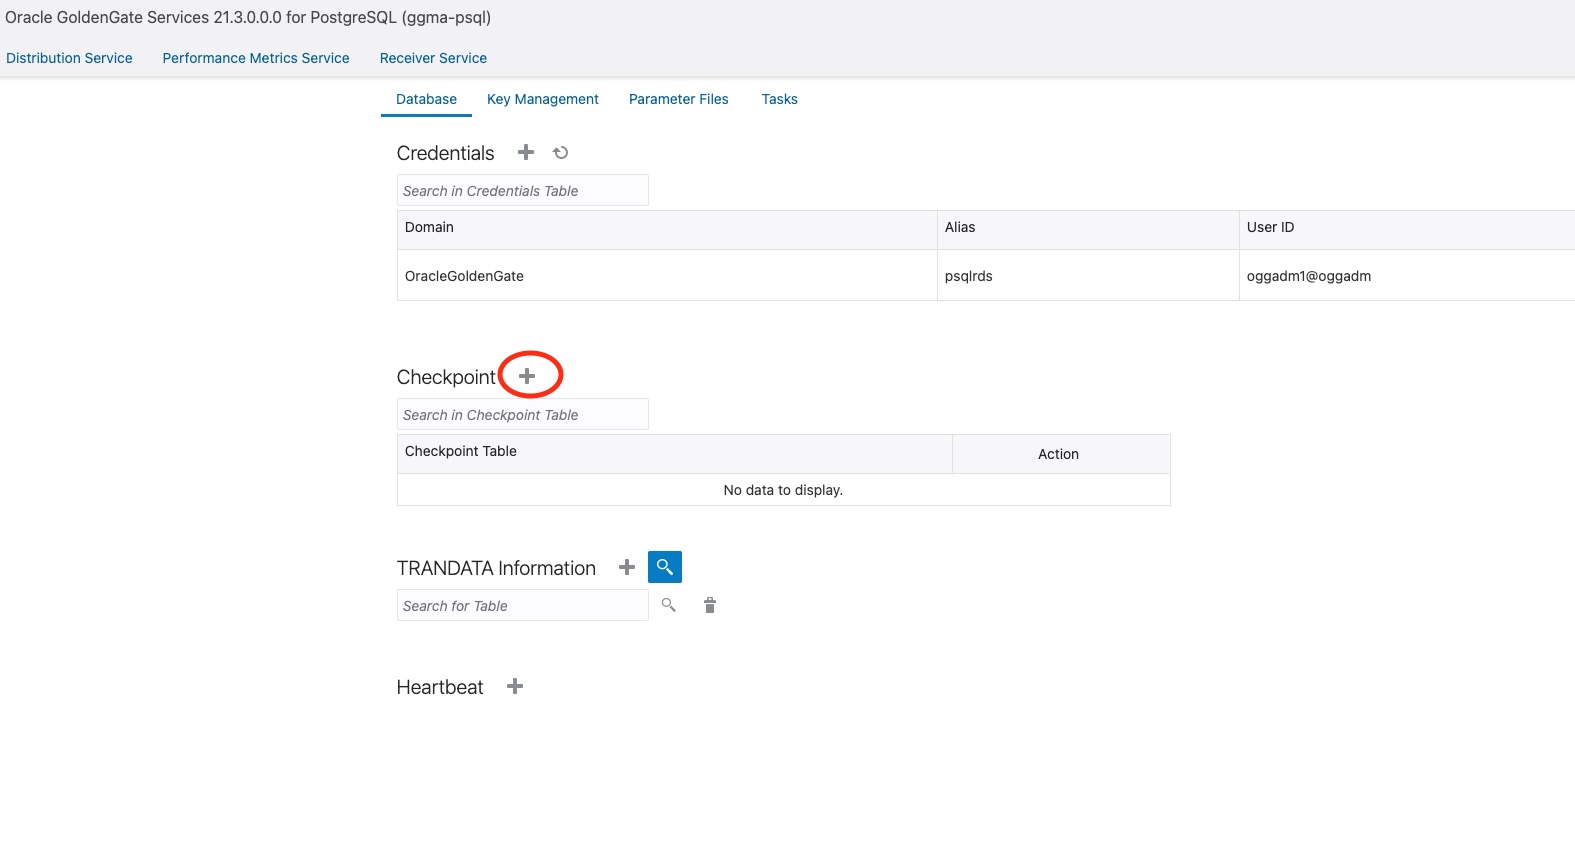 Oracle GoldenGate Services 21.3.0.0.0 for PostgreSQL (ggma-psql)
Distribution Service Performance Metrics Service Receiver Service
Database Key Management Parameter Files Tasks
Credentials
Search in Credentials Table
Domain Alias User ID
OracleGoldenGate psqlrds oggadm1@oggadm
Checkpoint
Search in Checkpoint Table
Checkpoint Table Action
No data to display.
TRANDATA Information
Search for Table
Heartbeat